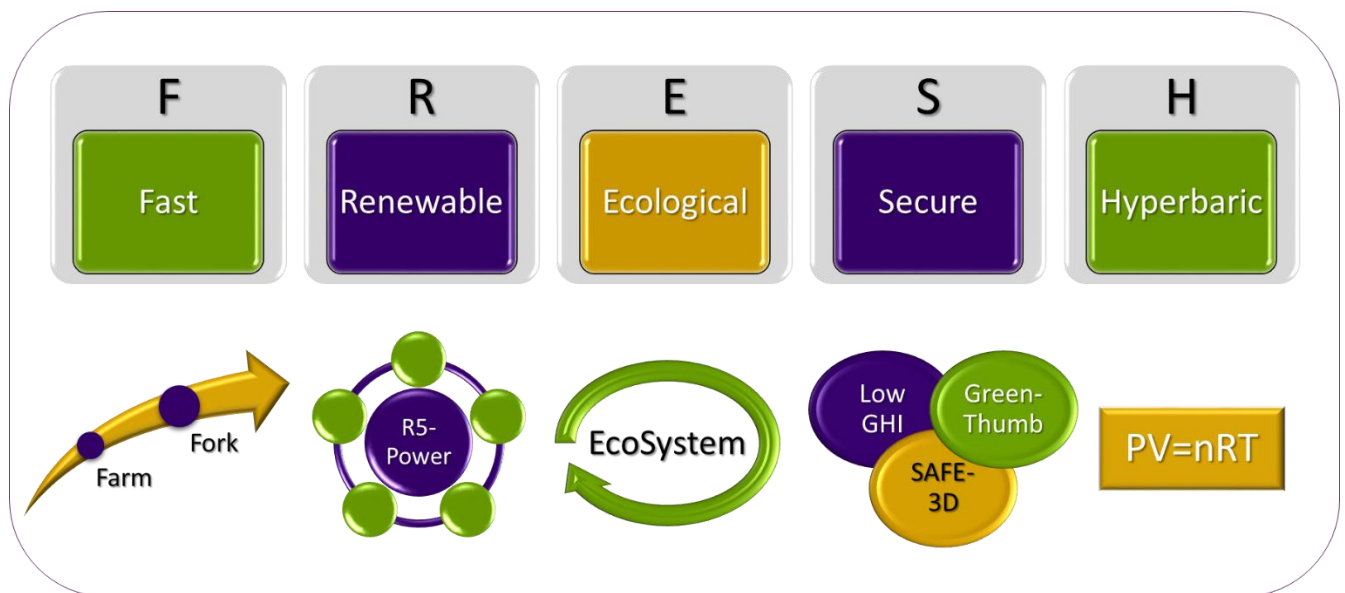 F
R
E
S
H
Fast
Renewable
Ecological
Secure
Hyperbaric
Farm
Fork
R5-
Power
EcoSystem
Low
GHI
Green-
Thumb
SAFE-
3D
PV=nRT